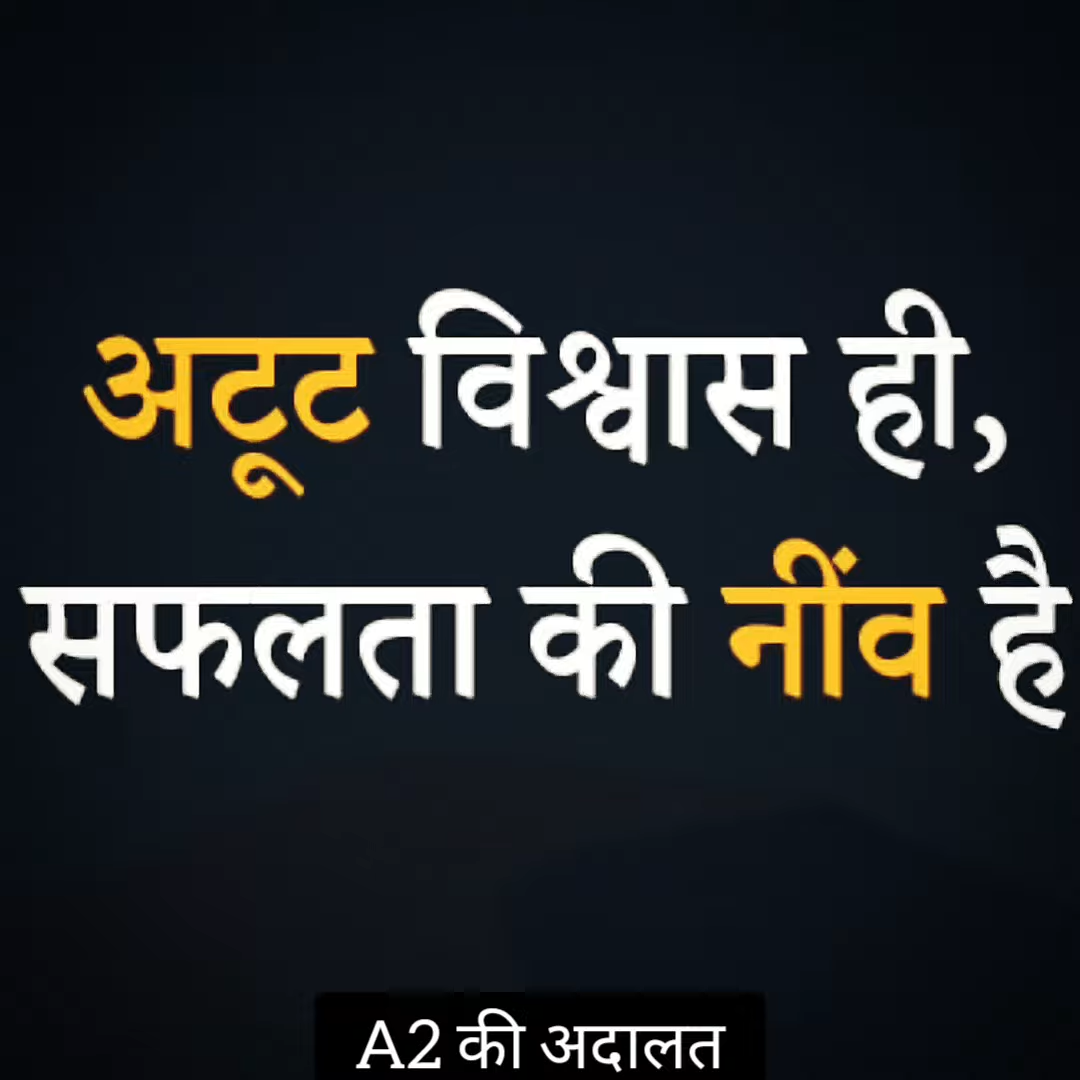 अटूट विश्वास ही,
सफलता की नींव है
A2 की अदालत